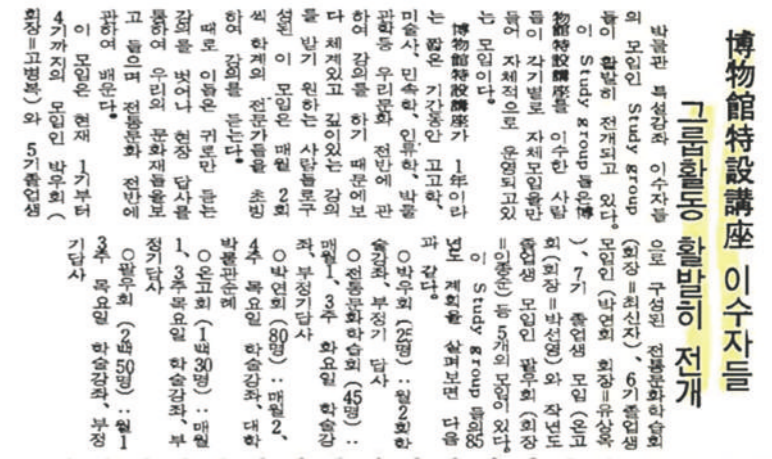 博物館特設講座 이수자들
그룹활동 활발히 전개
박물관 특설강좌 이수자들
의 모임인 Study group
들이 활발히 전개되고 있다.
이 Study group들은 博
物館特設講座를 이수한 사람
들이 각기별로 자체모임을만
들어 자체적으로 운영되고있
는 모임이다.
博物館特設講座가 1年이라
는 짧은 기간동안 고고학,
미술사, 민속학, 인류학, 박물
관학등 우리문화 전반에 관
하여 강의를 하기 때문에보
다 체계있고 깊이있는 강의
를 받기 원하는 사람들로구
성된 이 모임은 매월 2회
씩 학계의 전문가들을 초빙
하여 강의를 듣는다.
때로 이들은 귀로만 듣는
강의를 벗어나 현장 답사를
통하여 우리의 문화재들을보
고 들으며 전통문화 전반에
관하여 배운다.
이 모임은 현재 1기부터
4기까지의 모임인 박우회(
회장=고병복)와 5기졸업생
으로 구성된 전통문화학습회
(회장=최신자), 6기졸업생
모임인 (박연회 회장=유상옥
), 7기 졸업생 모임(온고
회(회장=박선영)와 작년도
졸업생 모임인 팔우회(회장
=이종순)등 5개의 모임이 있다.
이 Study group들의85
년도 계획을 살펴보면 다음
과 같다.
○박우회(25명):월2회학
술강좌, 부정기 답사
○전통문화학습회(45명):
매월1、3주 화요일 학술강
좌、부정기답사
○박연회(80명):매월2、
4주 목요일 학술강좌、대학
박물관순례
○온고회(1백30명):매월
1、3주목요일 학술강좌、부
정기답사
○팔우회(2백50명):월1
3주 목요일 학술강좌、부정
기답사